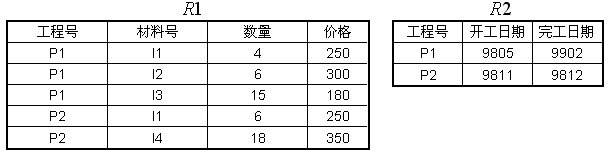 R1
工程号 材料号 数量 价格
P1 I1 4 250
P1 I2 6 300
P1 I3 15 180
P2 I1 6 250
P2 I4 18 350
R2
工程号 开工日期 完工日期
P1 9805 9902
P2 9811 9812